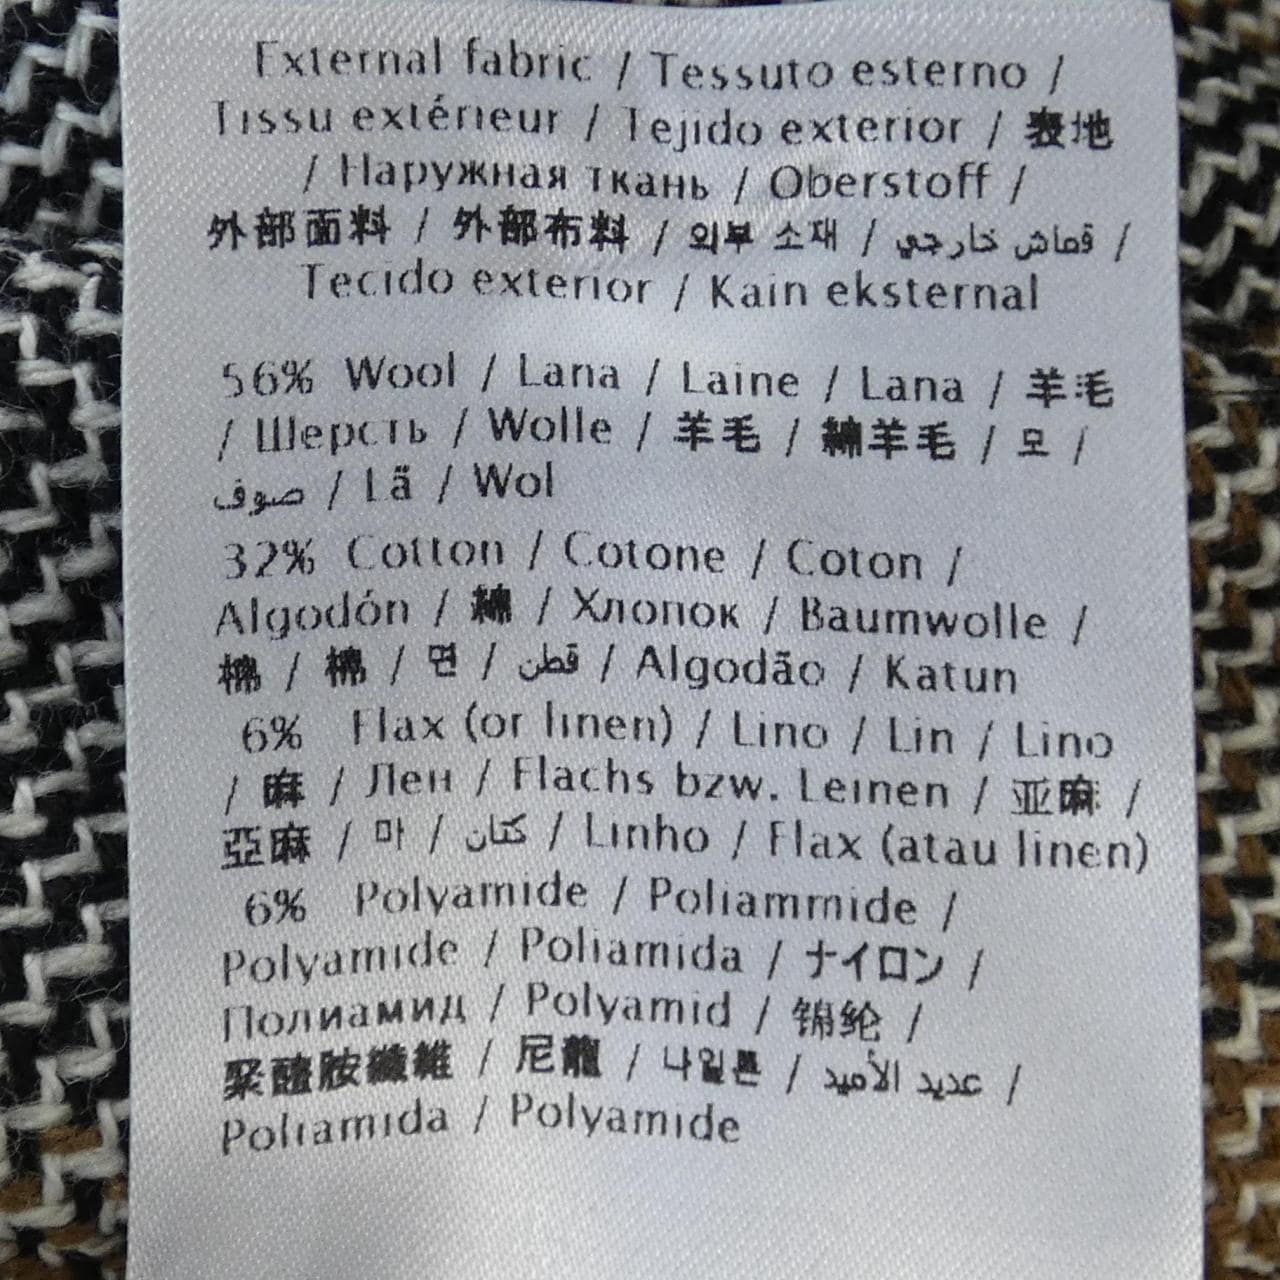 External fabric / Tessuto esterno /
Tissu extérieur / Tejido exterior / 表地
/ Наружная ткань / Oberstoff /
外部面料 / 外部布料 / 외부 소재 / قماش خارجي /
Tecido exterior / Kain eksternal
56% Wool / Lana / Laine / Lana / 羊毛
/ Шерсть / Wolle / 羊毛 / 綿羊毛 / 모 /
صوف / Lã / Wol
32% Cotton / Cotone / Coton /
Algodón / 綿 / Хлопок / Baumwolle /
棉 / 棉 / 면 / قطن / Algodão / Katun
6% Flax (or linen) / Lino / Lin / Lino
/ 麻 / Лен / Flachs bzw. Leinen / 亚麻 /
亞麻 / 마 / كتان / Linho / Flax (atau linen)
6% Polyamide / Poliammide /
Polyamide / Poliamida / ナイロン /
Полиамид / Polyamid / 锦纶 /
聚醯胺纖維 / 尼龍 / 나일론 / عديد الأميد /
Poliamida / Polyamide